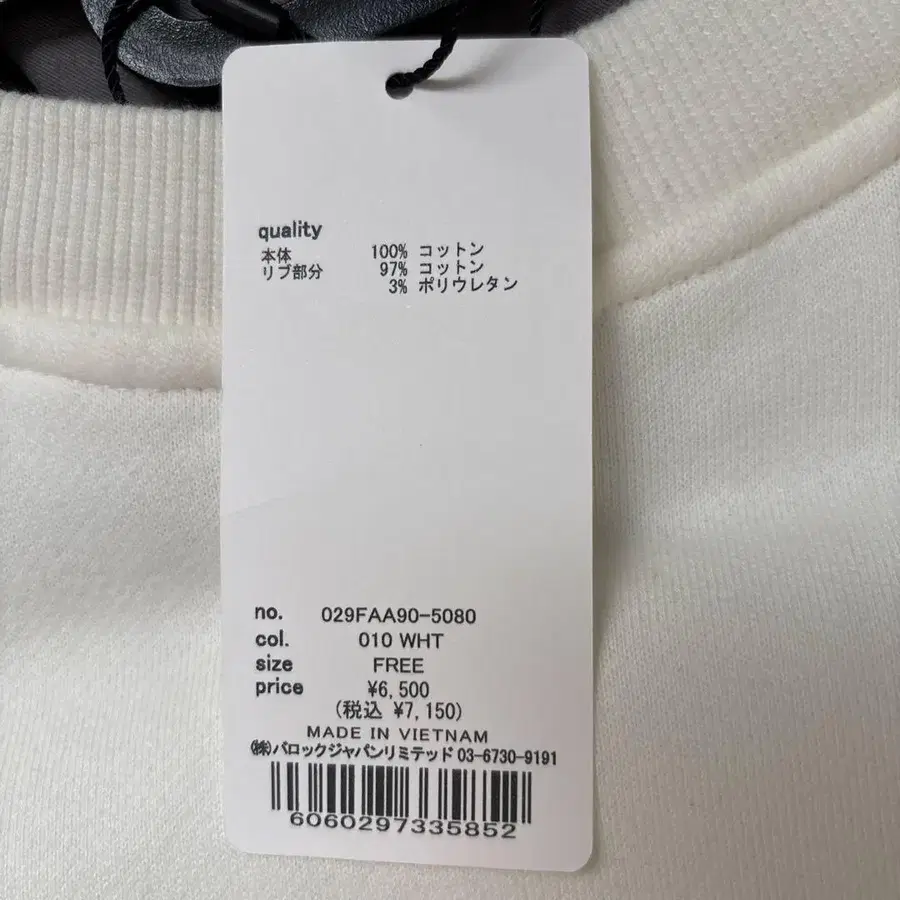 quality
本体 100% コットン
リブ部分 97% コットン
3% ポリウレタン
no. 029FAA90-5080
col. 010 WHT
size FREE
price ¥6,500
(税込 ¥7,150)
MADE IN VIETNAM
㈱バロックジャパンリミテッド 03-6730-9191
6060297335852